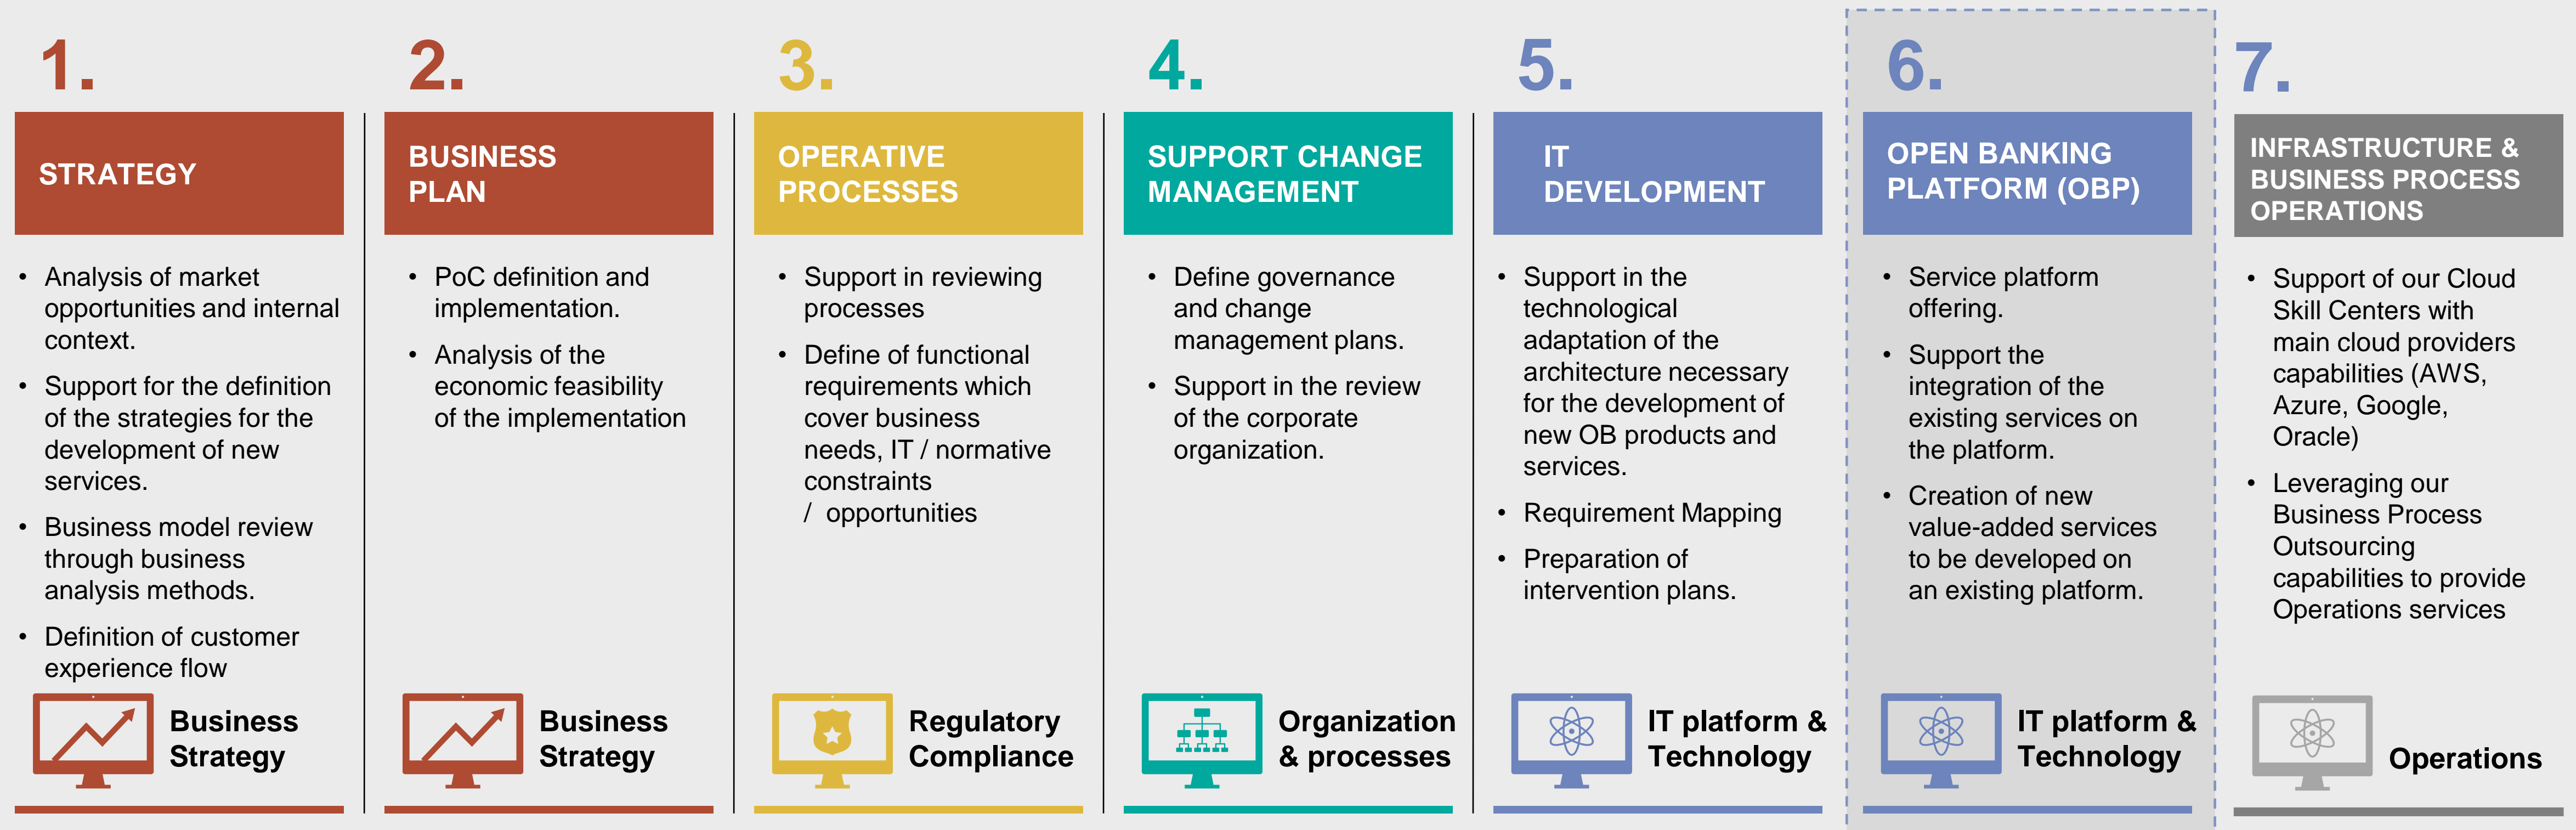 1.
STRATEGY
• Analysis of market
opportunities and internal
context.
• Support for the definition
of the strategies for the
development of new
services.
• Business model review
through business
analysis methods.
• Definition of customer
experience flow
Business
Strategy
2.
BUSINESS
PLAN
• PoC definition and
implementation.
• Analysis of the
economic feasibility
of the implementation
Business
Strategy
3.
OPERATIVE
PROCESSES
• Support in reviewing
processes
• Define of functional
requirements which
cover business
needs, IT / normative
constraints
/ opportunities
Regulatory
Compliance
4.
SUPPORT CHANGE
MANAGEMENT
• Define governance
and change
management plans.
• Support in the review
of the corporate
organization.
Organization
& processes
5.
IT
DEVELOPMENT
• Support in the
technological
adaptation of the
architecture necessary
for the development of
new OB products and
services.
• Requirement Mapping
• Preparation of
intervention plans.
IT platform &
Technology
6.
OPEN BANKING
PLATFORM (OBP)
• Service platform
offering.
• Support the
integration of the
existing services on
the platform.
• Creation of new
value-added services
to be developed on
an existing platform.
IT platform &
Technology
7.
INFRASTRUCTURE &
BUSINESS PROCESS
OPERATIONS
• Support of our Cloud
Skill Centers with
main cloud providers
capabilities (AWS,
Azure, Google,
Oracle)
• Leveraging our
Business Process
Outsourcing
capabilities to provide
Operations services
Operations